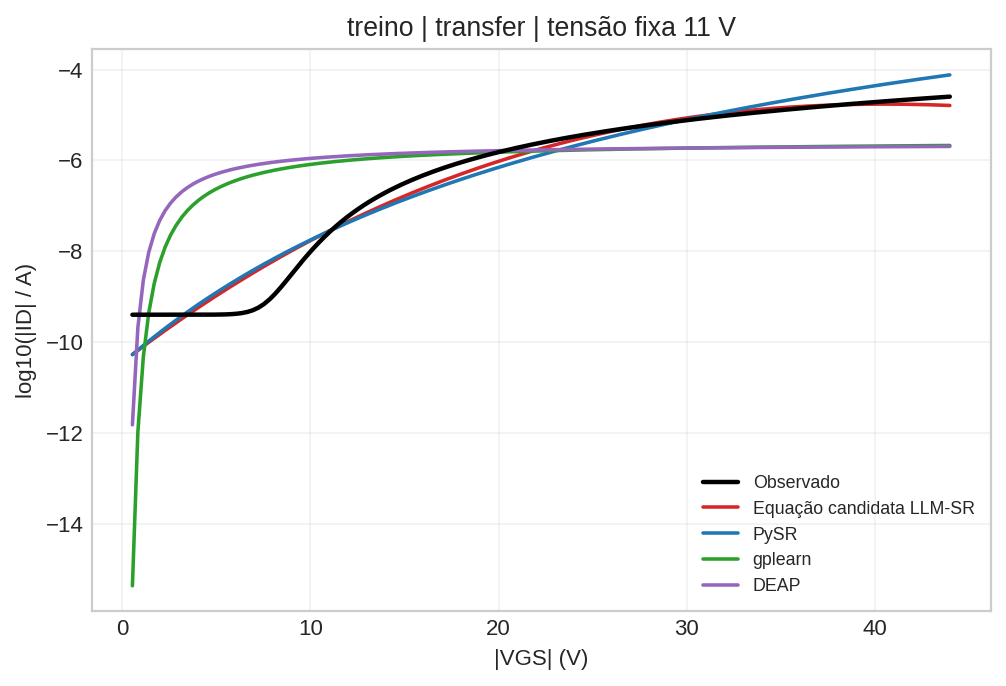 treino | transfer | tensão fixa 11 V
−4
−6
−8
−10
−12
−14
log10(|ID| / A)
0
10
20
30
40
|VGS| (V)
Observado
Equação candidata LLM-SR
PySR
gplearn
DEAP